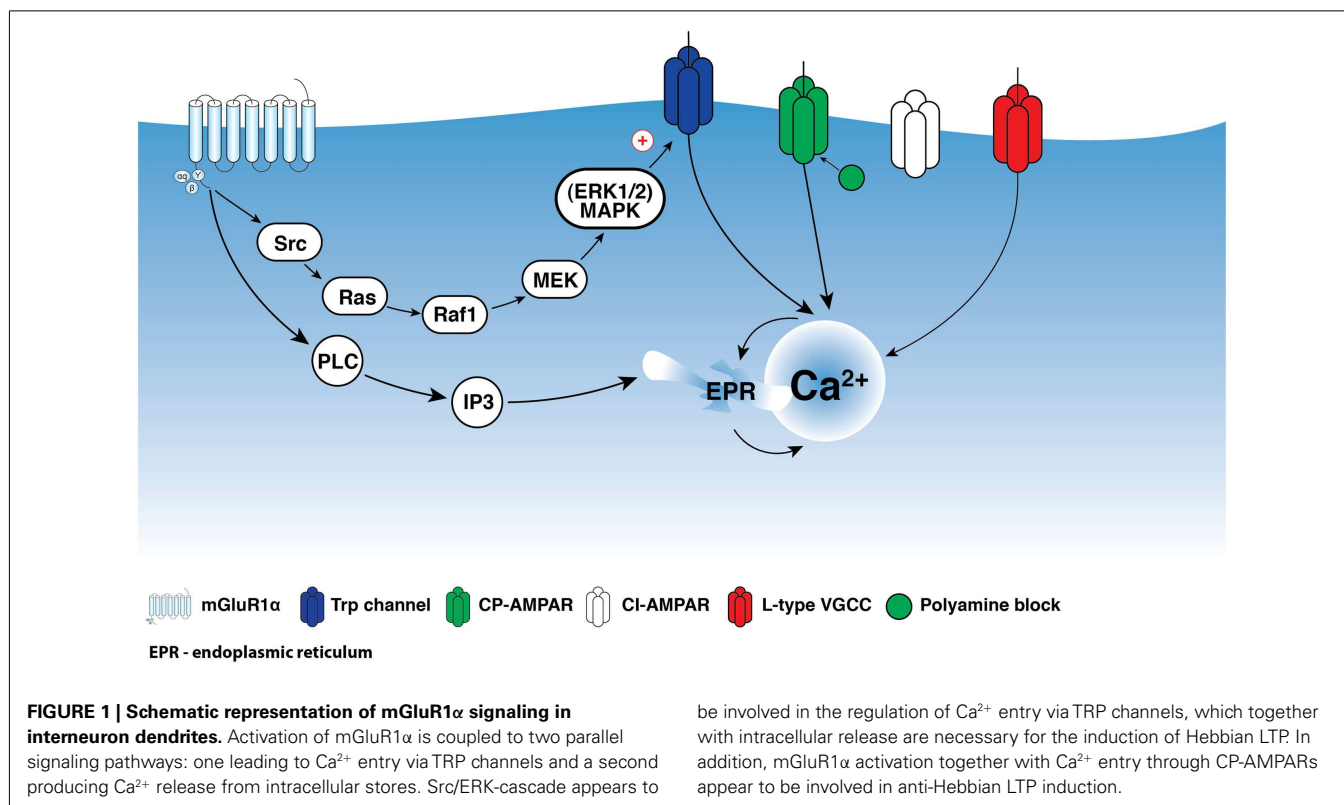 αq
ϒ
β
Src
Ras
Raf1
MEK
(ERK1/2)
MAPK
+
PLC
IP3
EPR
Ca²⁺
mGluR1α
Trp channel
CP-AMPAR
CI-AMPAR
L-type VGCC
Polyamine block
EPR - endoplasmic reticulum
FIGURE 1 | Schematic representation of mGluR1α signaling in
interneuron dendrites. Activation of mGluR1α is coupled to two parallel
signaling pathways: one leading to Ca²⁺ entry via TRP channels and a second
producing Ca²⁺ release from intracellular stores. Src/ERK-cascade appears to
be involved in the regulation of Ca²⁺ entry via TRP channels, which together
with intracellular release are necessary for the induction of Hebbian LTP. In
addition, mGluR1α activation together with Ca²⁺ entry through CP-AMPARs
appear to be involved in anti-Hebbian LTP induction.